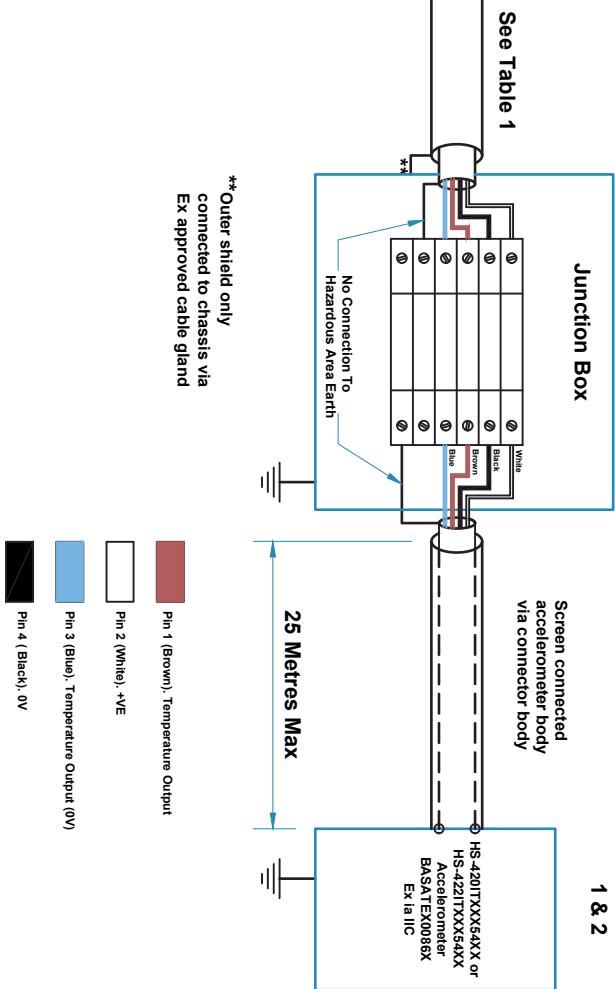 See Table 1
**
Junction Box
No Connection To
Hazardous Area Earth
White
Black
Brown
Blue
**Outer shield only
connected to chassis via
Ex approved cable gland
Screen connected
accelerometer body
via connector body
25 Metres Max
1 & 2
HS-420ITXXX54XX or
HS-422ITXXX54XX
Accelerometer
BASATEX0086X
Ex ia IIC
Pin 1 (Brown). Temperature Output
Pin 2 (White). +VE
Pin 3 (Blue). Temperature Output (0V)
Pin 4 ( Black). 0V